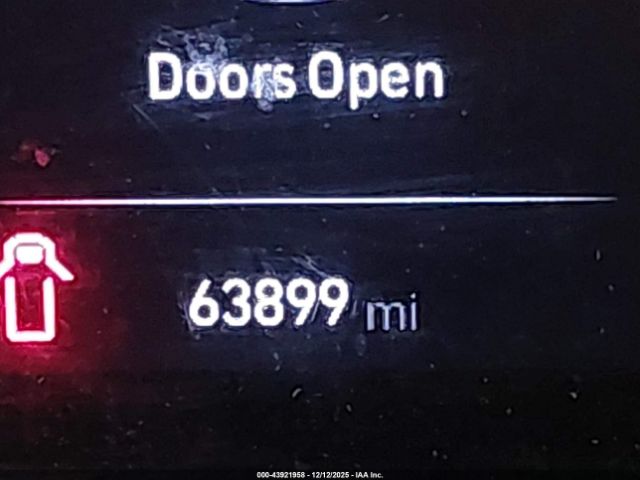 Doors Open
63899 mi
000-43921958 - 12/12/2025 - IAA Inc.